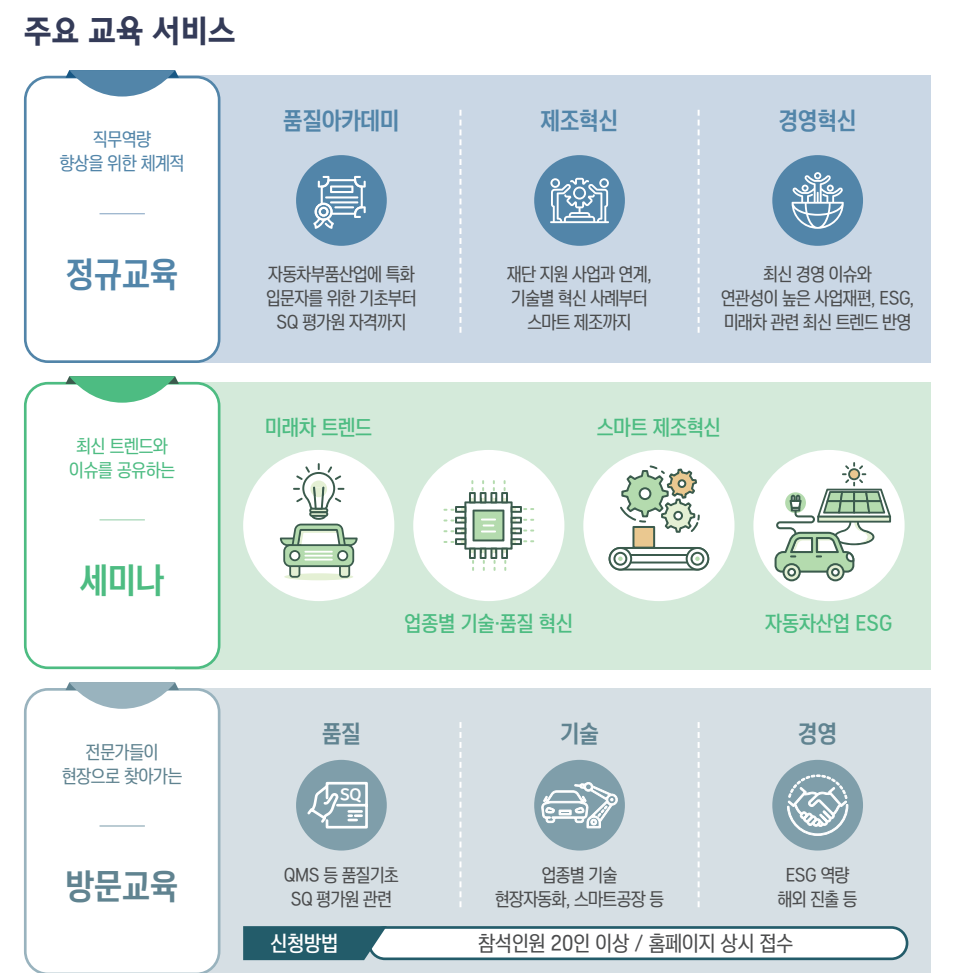 주요 교육 서비스
직무역량
향상을 위한 체계적
정규교육
품질아카데미
자동차부품산업에 특화
입문자를 위한 기초부터
SQ 평가원 자격까지
제조혁신
재단 지원 사업과 연계,
기술별 혁신 사례부터
스마트 제조까지
경영혁신
최신 경영 이슈와
연관성이 높은 사업재편, ESG,
미래차 관련 최신 트렌드 반영
최신 트렌드와
이슈를 공유하는
세미나
미래차 트렌드
업종별 기술·품질 혁신
스마트 제조혁신
자동차산업 ESG
전문가들이
현장으로 찾아가는
방문교육
품질
SQ
QMS 등 품질기초
SQ 평가원 관련
기술
업종별 기술
현장자동화, 스마트공장 등
경영
ESG 역량
해외 진출 등
신청방법
참석인원 20인 이상 / 홈페이지 상시 접수